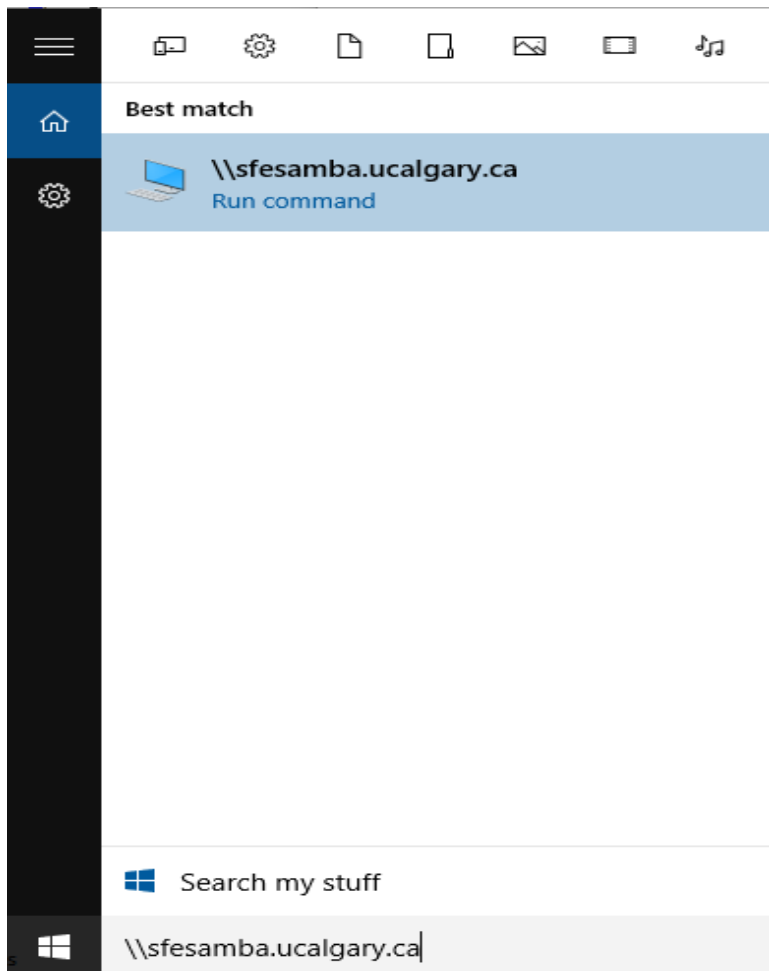 Best match
\\sfesamba.ucalgary.ca
Run command
Search my stuff
\\sfesamba.ucalgary.ca
s